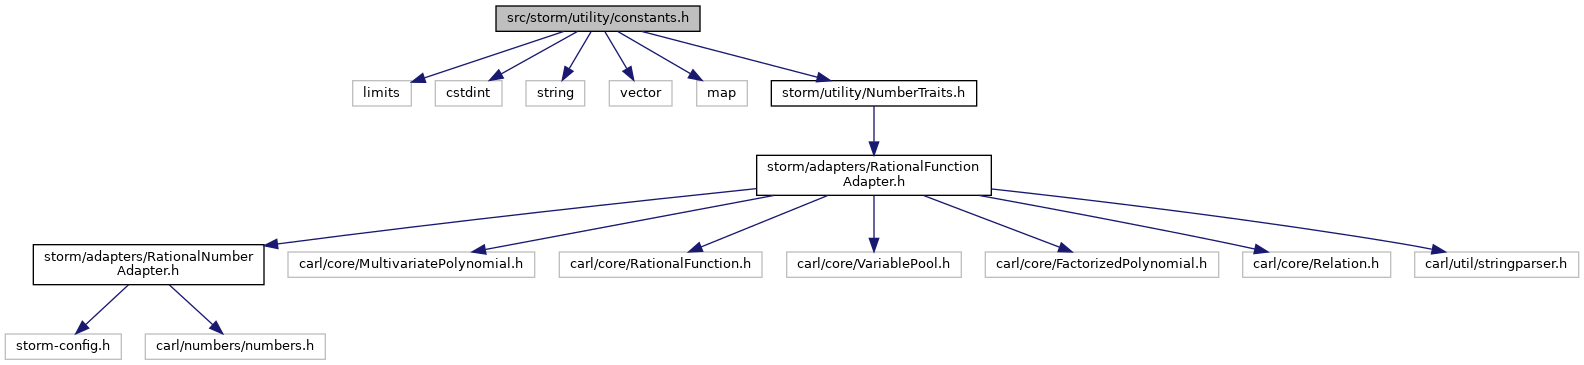 src/storm/utility/constants.h
limits
cstdint
string
vector
map
storm/utility/NumberTraits.h
storm/adapters/RationalFunction
Adapter.h
storm/adapters/RationalNumber
Adapter.h
carl/core/MultivariatePolynomial.h
carl/core/RationalFunction.h
carl/core/VariablePool.h
carl/core/FactorizedPolynomial.h
carl/core/Relation.h
carl/util/stringparser.h
storm-config.h
carl/numbers/numbers.h